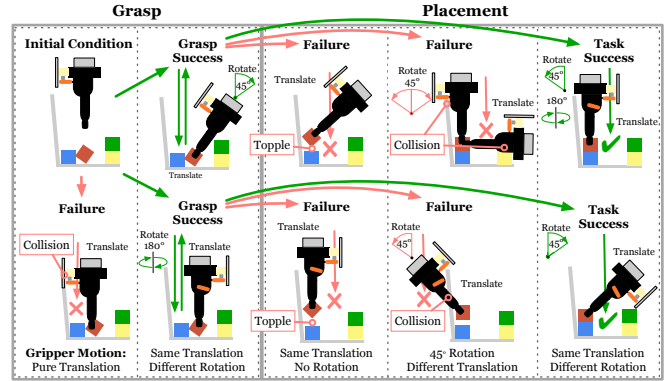 Grasp
Placement
Initial Condition
Grasp
Success
Rotate
45°
Translate
Failure
Translate
Topple
Failure
Rotate
45°
Translate
Collision
Task
Success
Rotate
45°
180°
Translate
Failure
Collision
Translate
Gripper Motion:
Pure Translation
Grasp
Success
Rotate
180°
Translate
Same Translation
Different Rotation
Failure
Translate
Topple
Same Translation
No Rotation
Failure
Rotate
45°
Translate
Collision
45° Rotation
Different Translation
Task
Success
Rotate
45°
Translate
Same Translation
Different Rotation